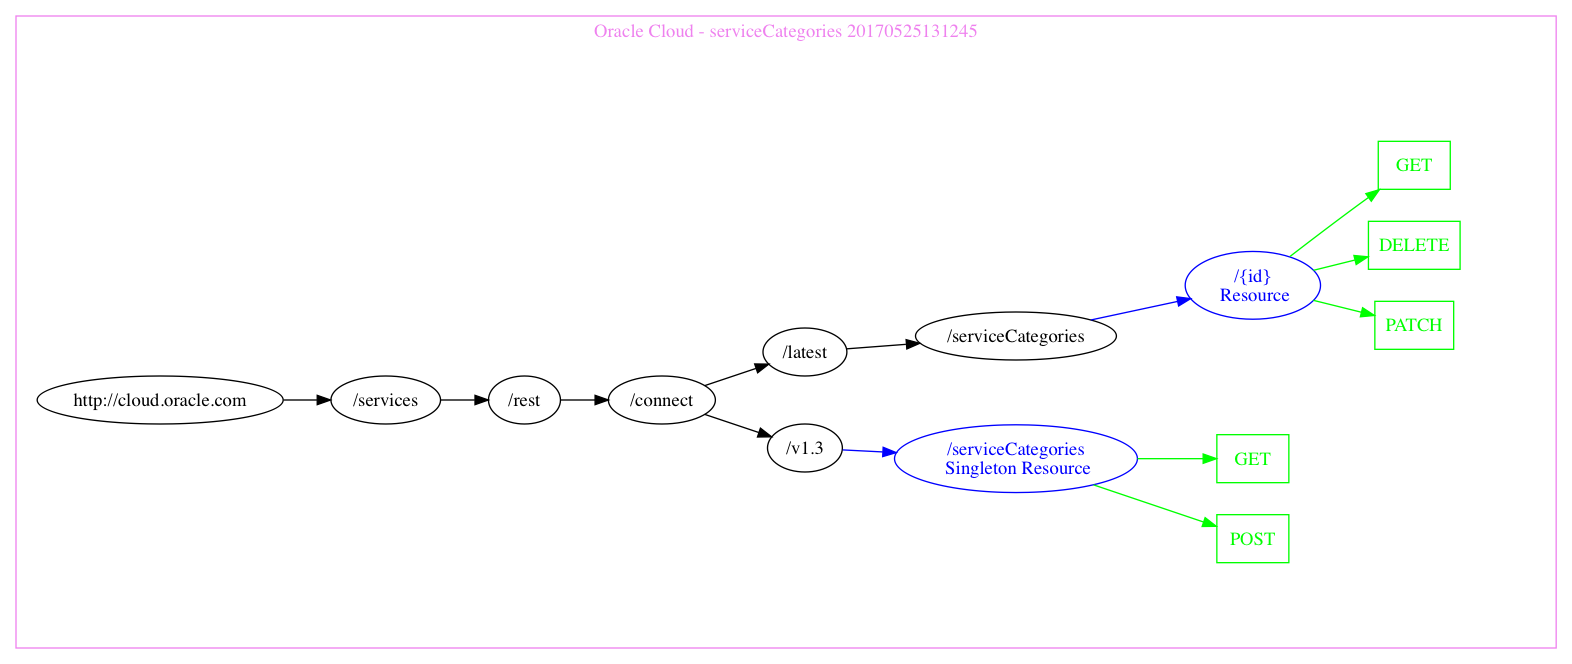 Oracle Cloud - serviceCategories 20170525131245
http://cloud.oracle.com
/services
/rest
/connect
/latest
/serviceCategories
/{id}
Resource
GET
DELETE
PATCH
/v1.3
/serviceCategories
Singleton Resource
GET
POST